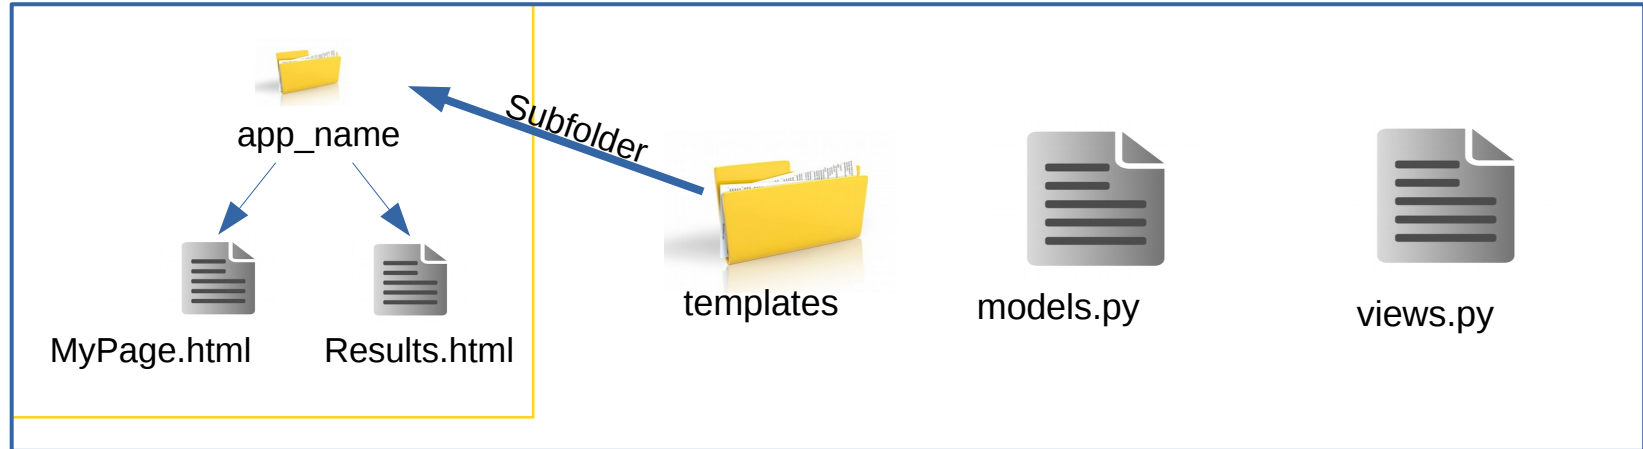 app_name
MyPage.html
Results.html
Subfolder
templates
models.py
views.py